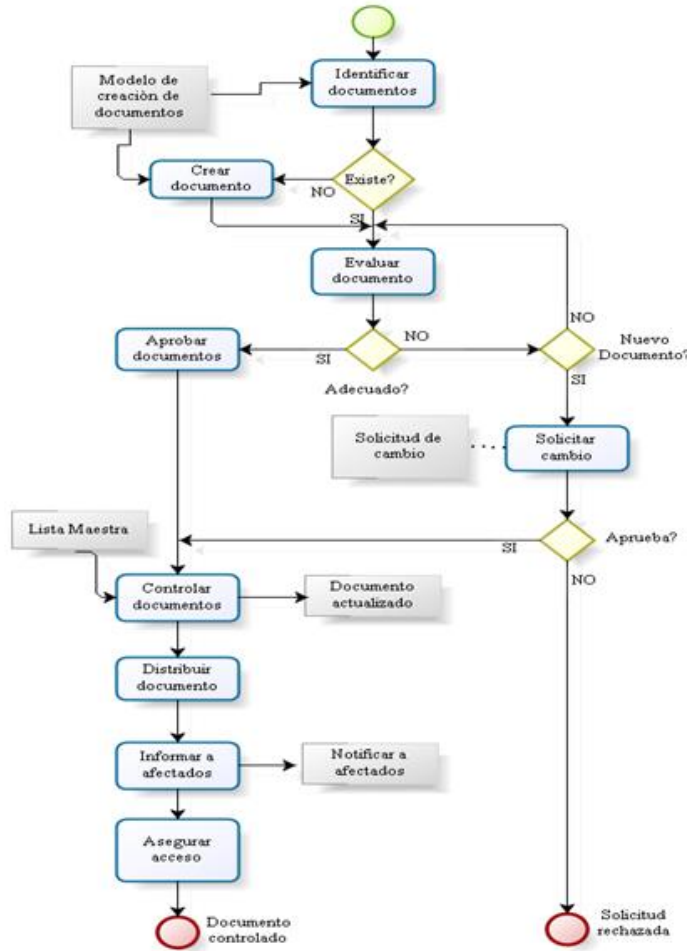 Identificar
documentos
Modelo de
creaciòn de
documentos
Crear
documento
Existe?
NO
SI
Evaluar
documento
Aprobar
documentos
SI
NO
Adecuado?
NO
Nuevo
Documento?
SI
Solicitud de
cambio
Solicitar
cambio
Lista Maestra
SI
Aprueba?
NO
Controlar
documentos
Documento
actualizado
Distribuir
documento
Informar a
afectados
Notificar a
afectados
Asegurar
acceso
Documento
controlado
Solicitud
rechazada